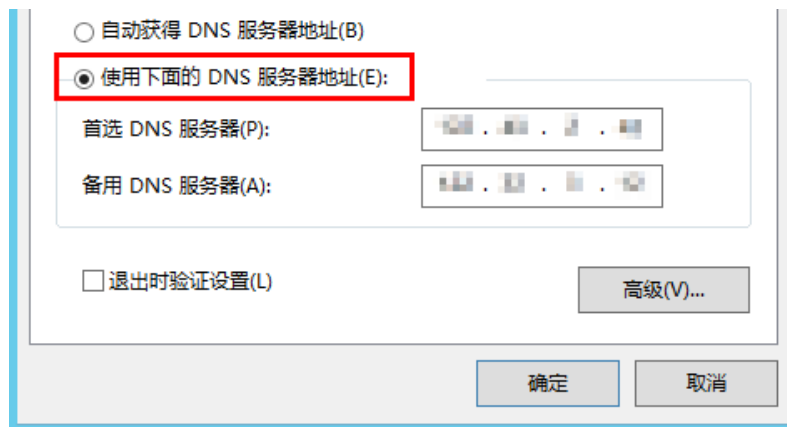 自动获得 DNS 服务器地址(B)
使用下面的 DNS 服务器地址(E):
首选 DNS 服务器(P):
备用 DNS 服务器(A):
退出时验证设置(L)
高级(V)...
确定 取消